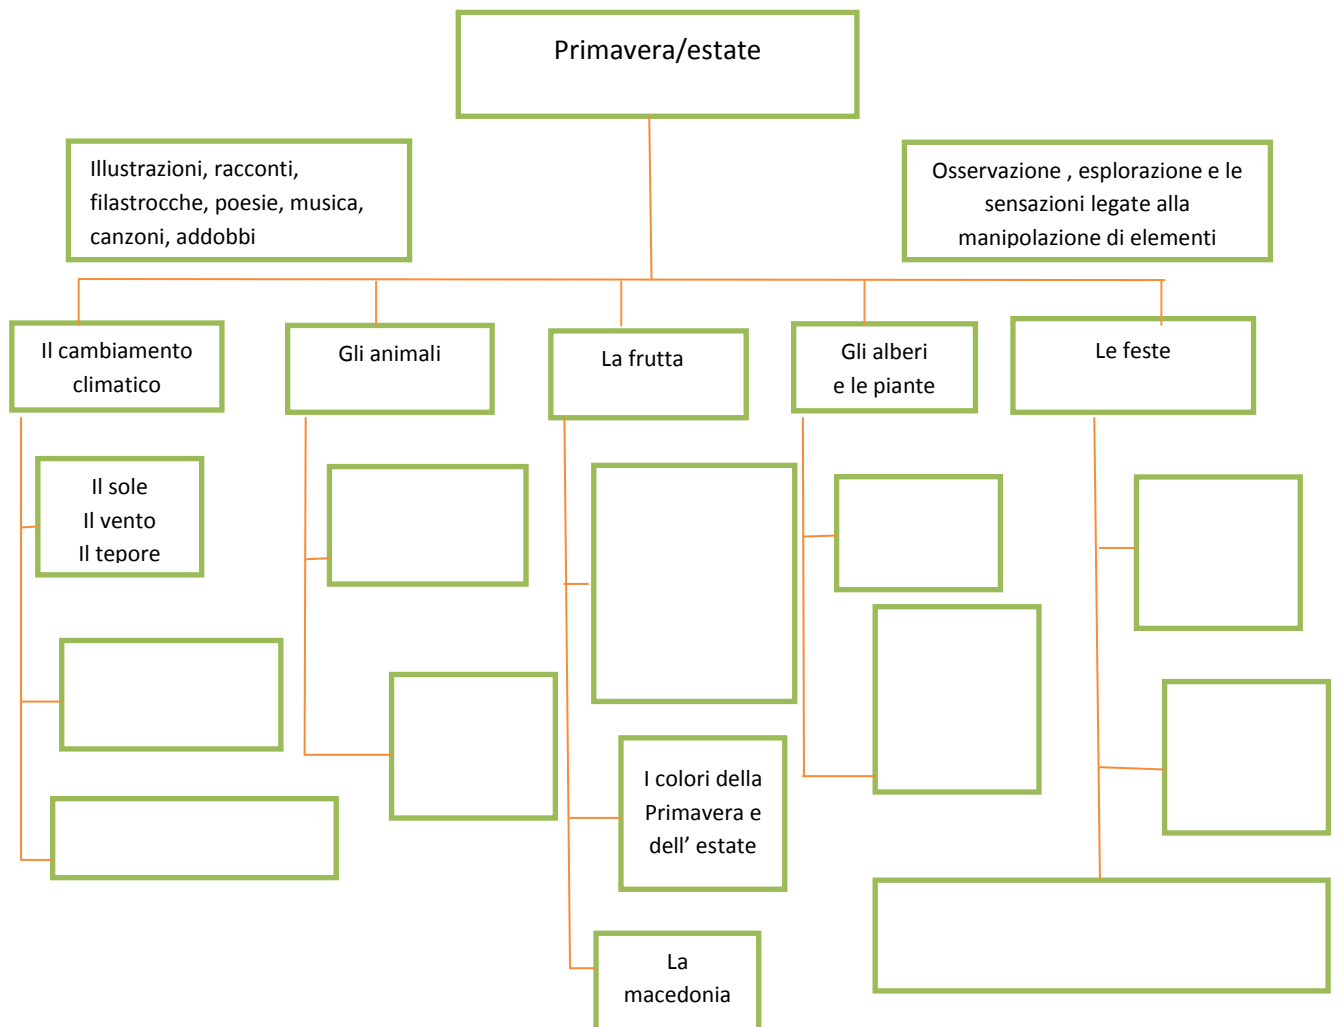 Primavera/estate
Illustrazioni, racconti,
filastrocche, poesie, musica,
canzoni, addobbi
Osservazione , esplorazione e le
sensazioni legate alla
manipolazione di elementi
Il cambiamento
climatico
Gli animali
La frutta
Gli alberi
e le piante
Le feste
Il sole
Il vento
Il tepore
I colori della
Primavera e
dell’ estate
La
macedonia